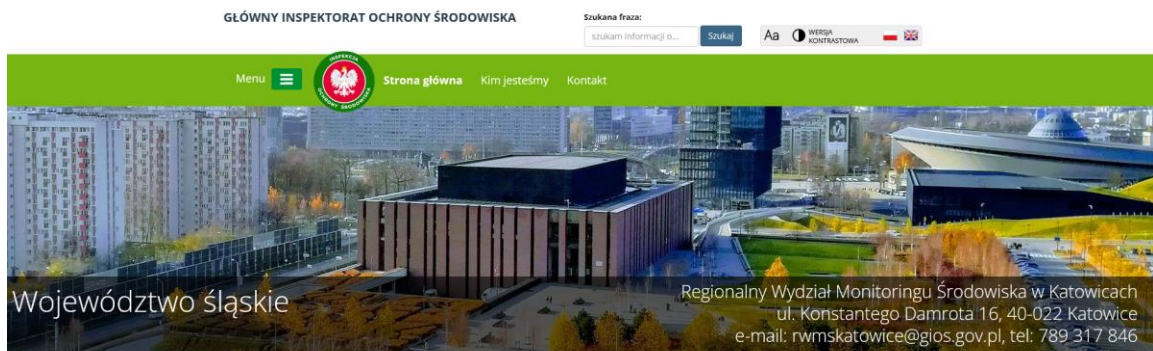 GŁÓWNY INSPEKTORAT OCHRONY ŚRODOWISKA
Szukana fraza:
szukam informacji o...
Szukaj
Aa
WERSJA
KONTRASTOWA
Menu
INSPEKCJA
OCHRONY ŚRODOWISKA
Strona główna
Kim jesteśmy
Kontakt
Województwo śląskie
Regionalny Wydział Monitoringu Środowiska w Katowicach
ul. Konstantego Damrota 16, 40-022 Katowice
e-mail: rwmskatowice@gios.gov.pl, tel: 789 317 846